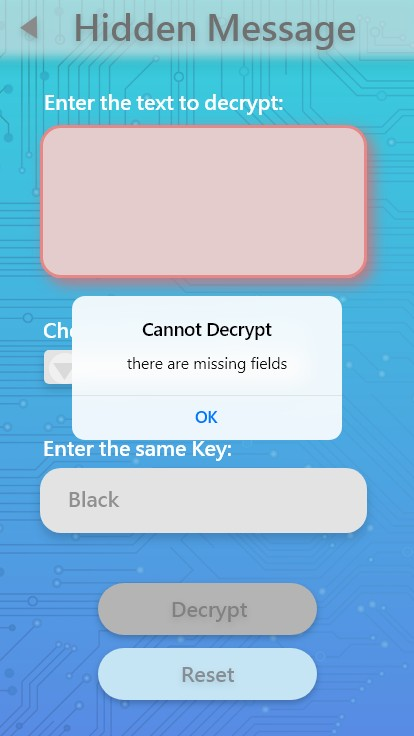 Hidden Message
Enter the text to decrypt:
Cannot Decrypt
there are missing fields
OK
Enter the same Key:
Black
Decrypt
Reset